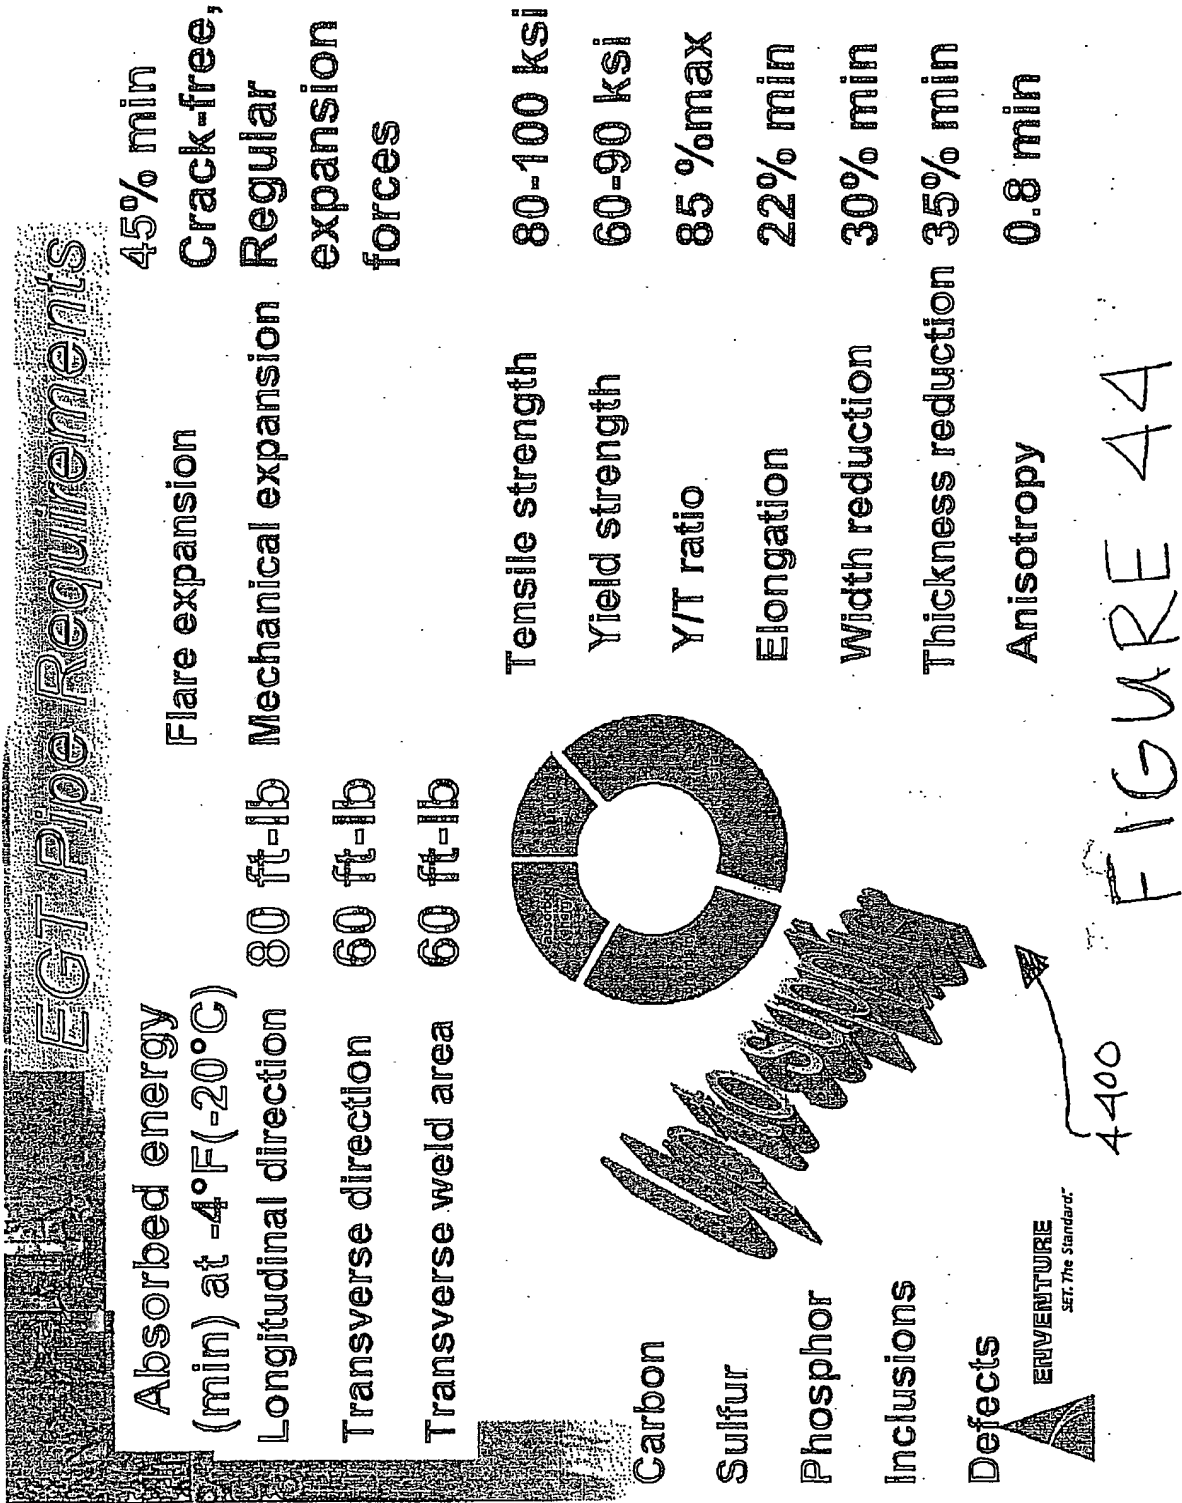 EGT Pipe Requirements
Absorbed energy
(min) at -4°F(-20°C)
Longitudinal direction 80 ft-lb
Transverse direction 60 ft-lb
Transverse weld area 60 ft-lb
Flare expansion 45% min
Mechanical expansion Crack-free,
Regular
expansion
forces
Tensile strength 80-100 ksi
Yield strength 60-90 ksi
Y/T ratio 85 %max
Elongation 22% min
Width reduction 30% min
Thickness reduction 35% min
Anisotropy 0.8 min
Carbon
Sulfur
Phosphor
Inclusions
Defects
ENVENTURE
SET. The Standard.™
4400
FIGURE 44